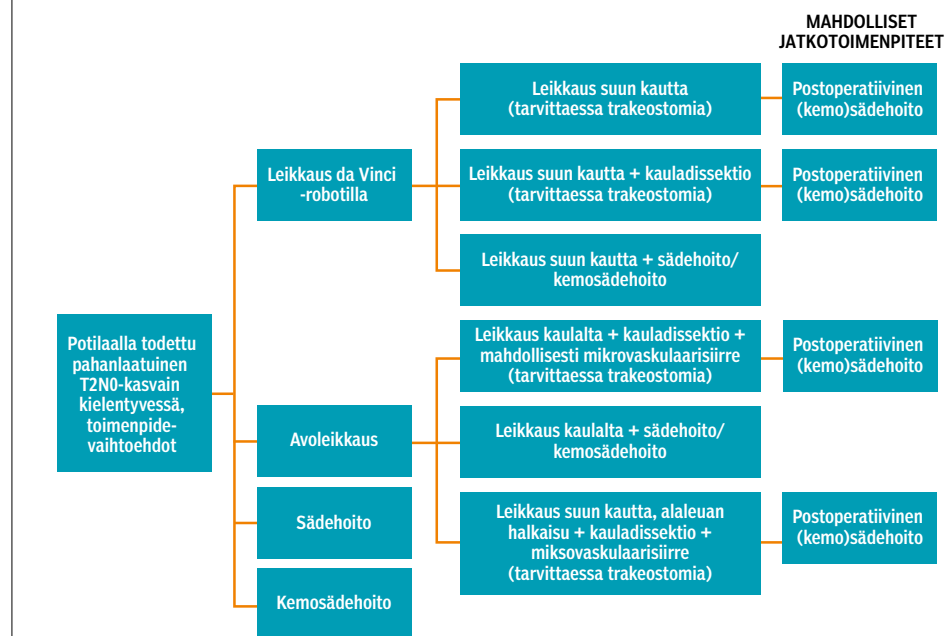 MAHDOLLISET
JATKOTOIMENPITEET
Leikkaus suun kautta
(tarvittaessa trakeostomia)
Postoperatiivinen
(kemo)sädehoito
Leikkaus da Vinci
-robotilla
Leikkaus suun kautta + kauladissektio
(tarvittaessa trakeostomia)
Postoperatiivinen
(kemo)sädehoito
Leikkaus suun kautta + sädehoito/
kemosädehoito
Potilaalla todettu
pahanlaatuinen
T2N0-kasvain
kielentyvessä,
toimenpide-
vaihtoehdot
Leikkaus kaulalta + kauladissektio +
mahdollisesti mikrovaskulaarisiirre
(tarvittaessa trakeostomia)
Postoperatiivinen
(kemo)sädehoito
Avoleikkaus
Leikkaus kaulalta + sädehoito/
kemosädehoito
Sädehoito
Leikkaus suun kautta, alaleuan
halkaisu + kauladissektio +
miksovaskulaarisiirre
(tarvittaessa trakeostomia)
Postoperatiivinen
(kemo)sädehoito
Kemosädehoito